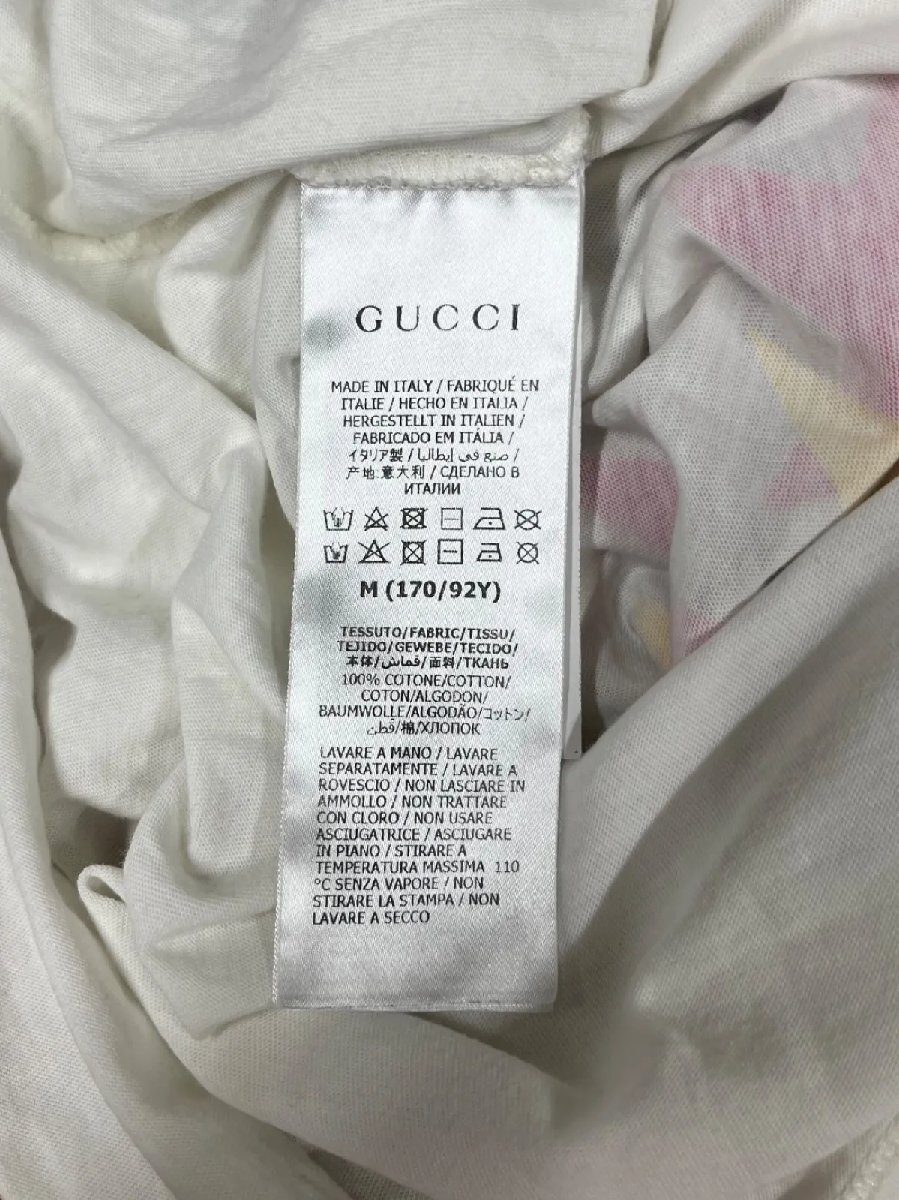 GUCCI
MADE IN ITALY / FABRIQUÉ EN
ITALIE / HECHO EN ITALIA /
HERGESTELLT IN ITALIEN /
FABRICADO EM ITÁLIA /
イタリア製 / صنع في إيطاليا /
产地:意大利 / СДЕЛАНО В
ИТАЛИИ
M (170/92Y)
TESSUTO/FABRIC/TISSU/
TEJIDO/GEWEBE/TECIDO/
本体/قماش/面料/ТКАНЬ
100% COTONE/COTTON/
COTON/ALGODON/
BAUMWOLLE/ALGODÃO/コットン/
قطن/棉/ХЛОПОК
LAVARE A MANO / LAVARE
SEPARATAMENTE / LAVARE A
ROVESCIO / NON LASCIARE IN
AMMOLLO / NON TRATTARE
CON CLORO / NON USARE
ASCIUGATRICE / ASCIUGARE
IN PIANO / STIRARE A
TEMPERATURA MASSIMA 110
°C SENZA VAPORE / NON
STIRARE LA STAMPA / NON
LAVARE A SECCO